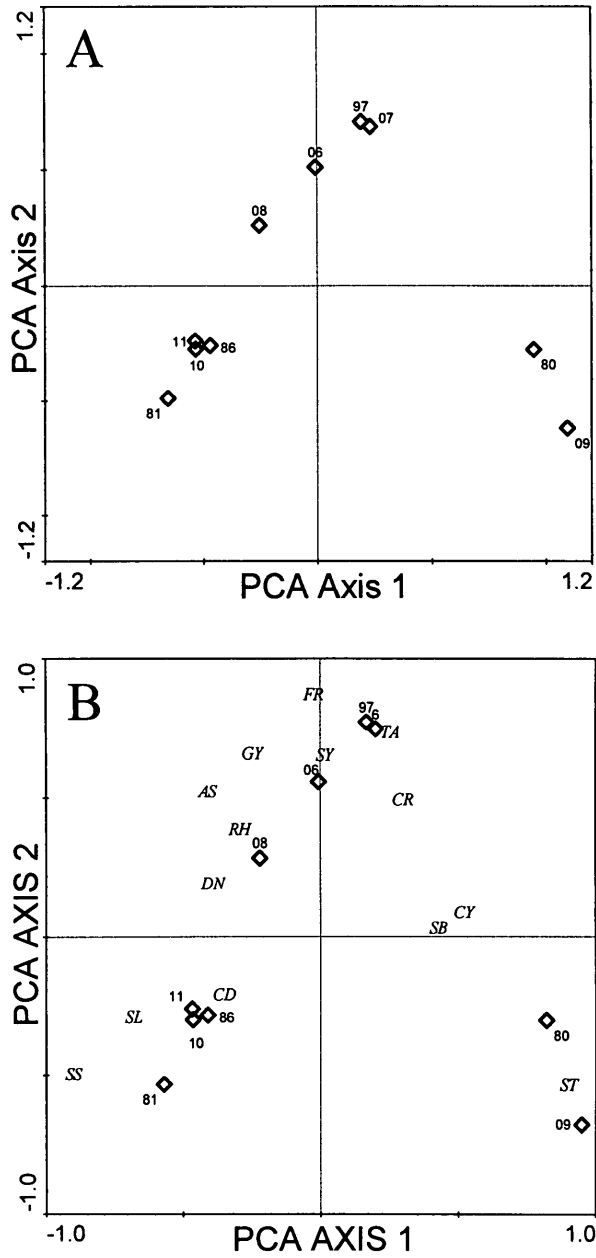 1.2
A
97
07
06
08
PCA Axis 2
11
86
10
81
80
09
-1.2
-1.2
PCA Axis 1
1.2
1.0
B
FR
97
6
TA
GY
SY
06
AS
CR
RH
08
DN
CY
SB
PCA AXIS 2
11
CD
SL
86
10
80
SS
81
ST
09
-1.0
-1.0
PCA AXIS 1
1.0